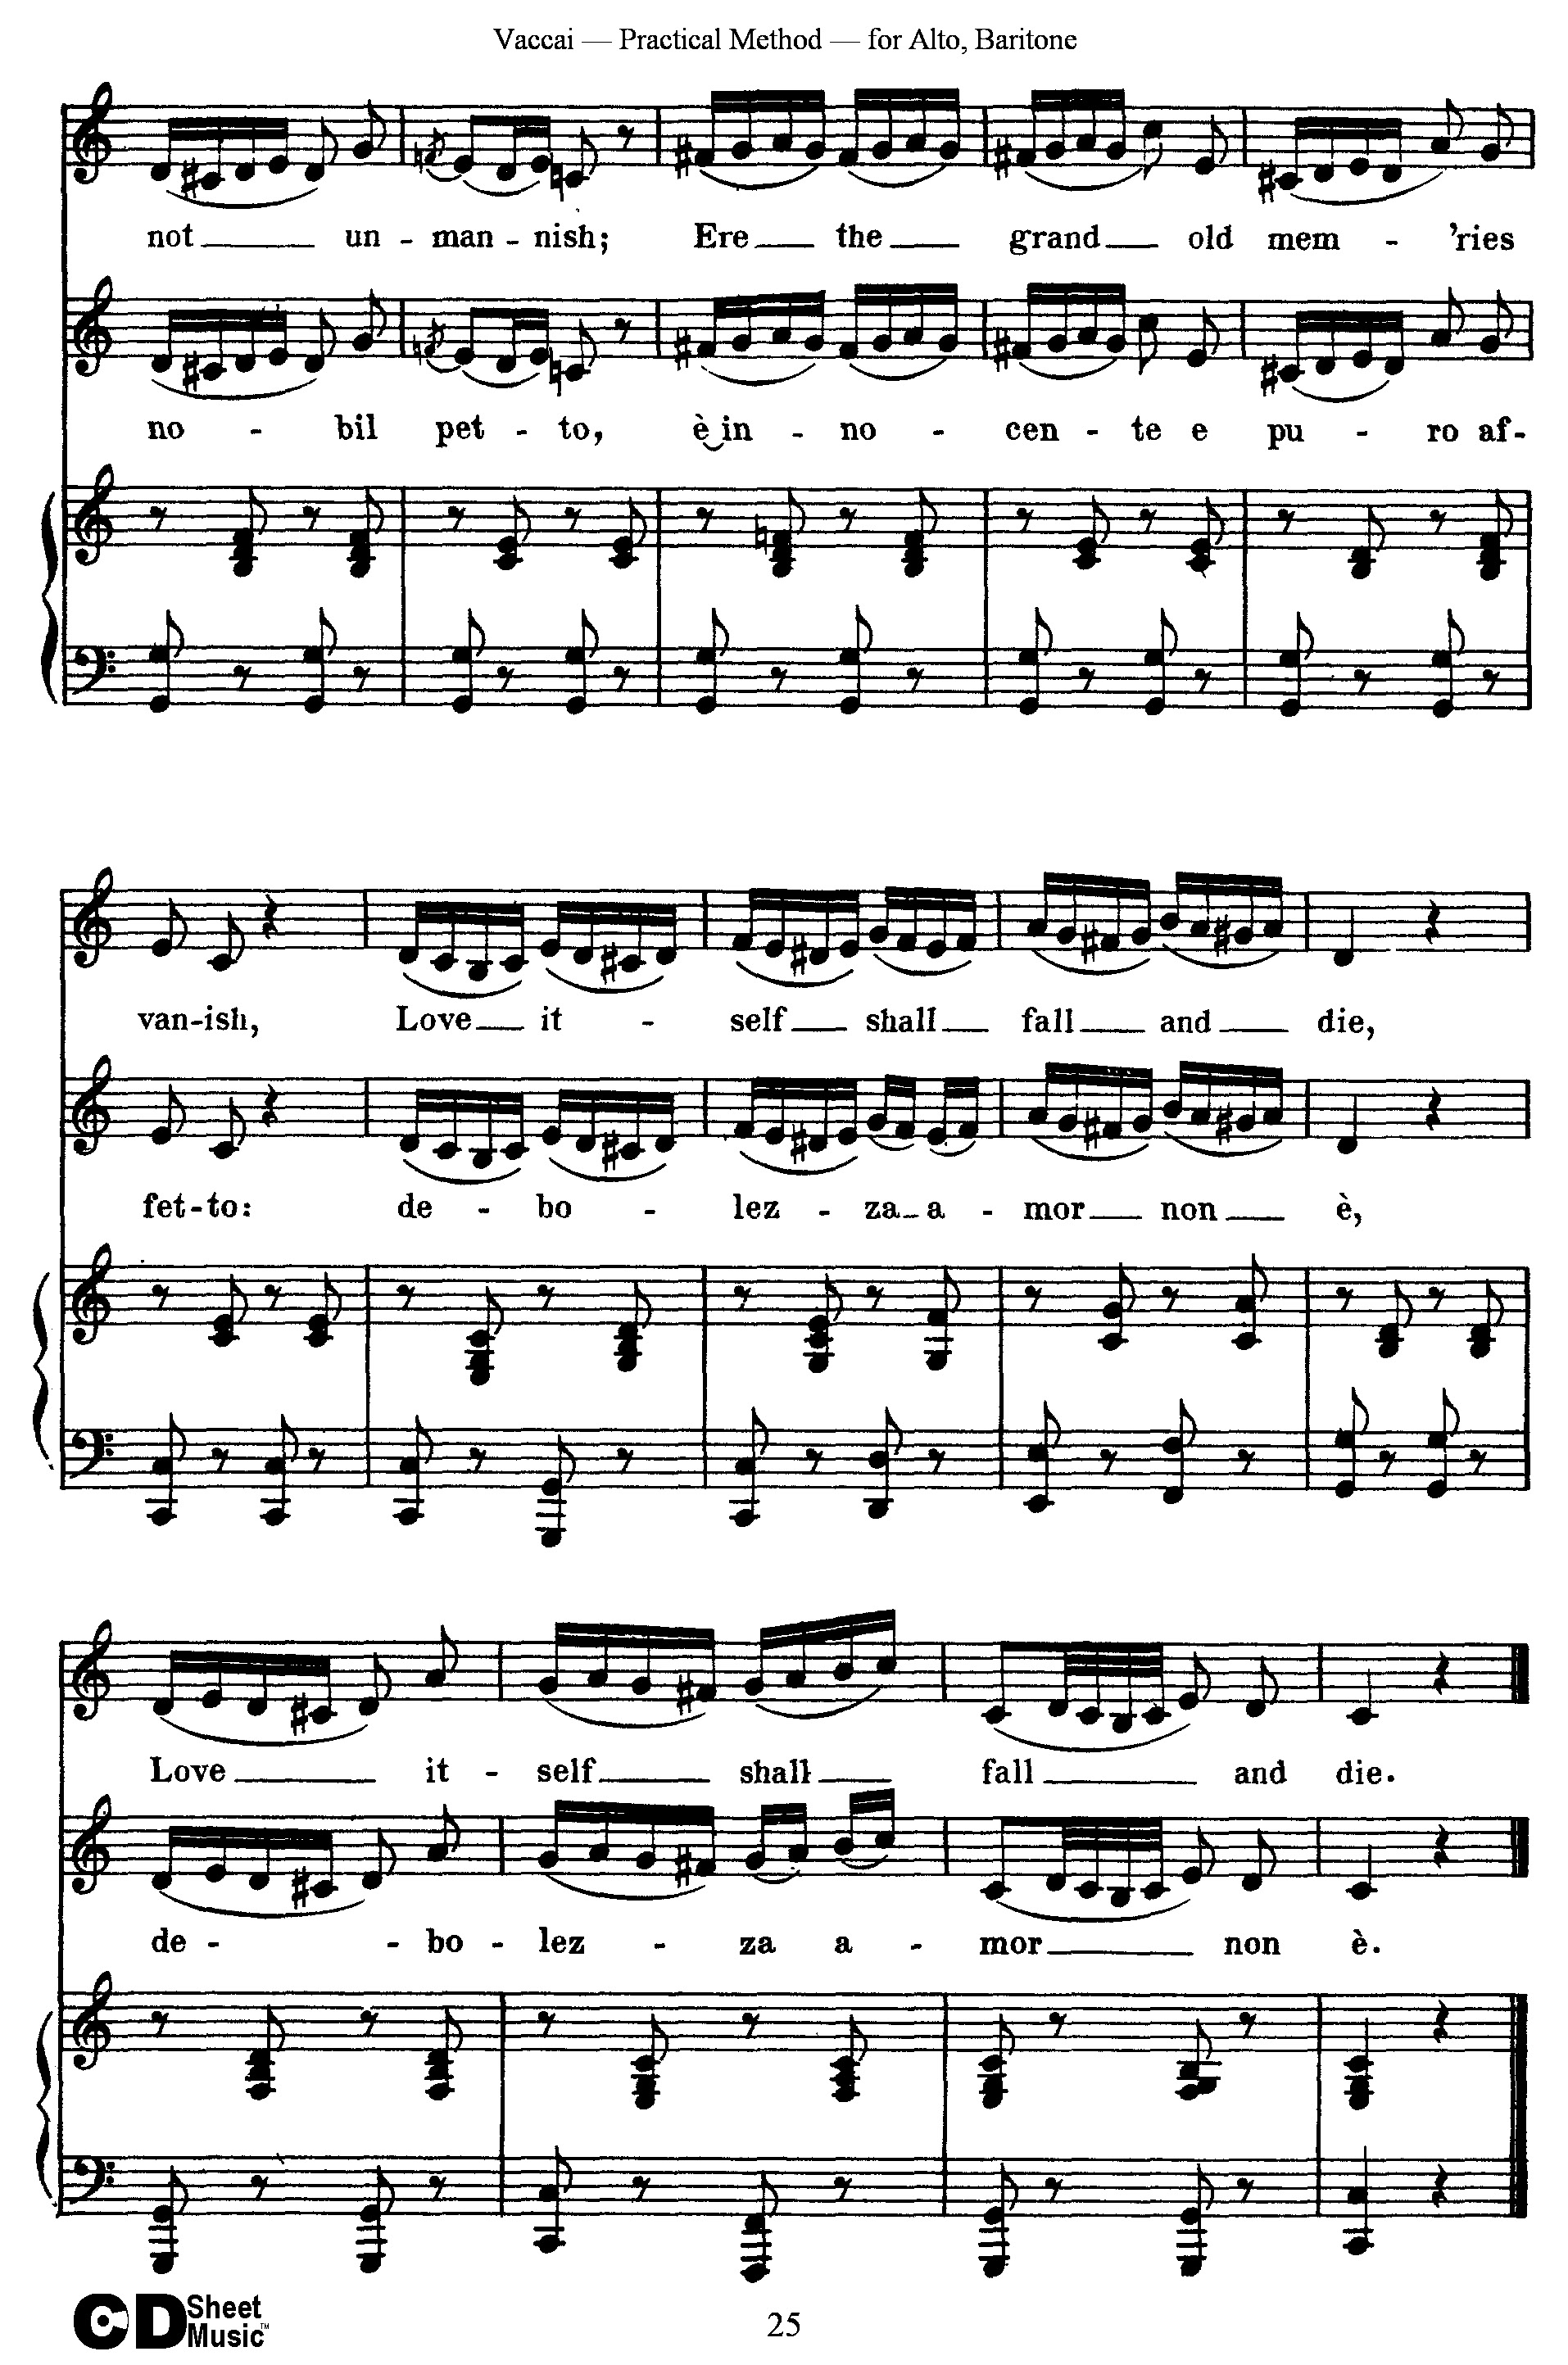 Vaccai — Practical Method — for Alto, Baritone
not un - man - nish; Ere the grand old mem - 'ries
no - bil pet - to, è in - no - cen - te e pu - ro af-
van-ish, Love it - self shall fall and die,
fet-to: de - bo - lez - za a - mor non è,
Love it - self shall fall and die.
de - - bo - lez - za a - mor non è.
CD Sheet Music™
25